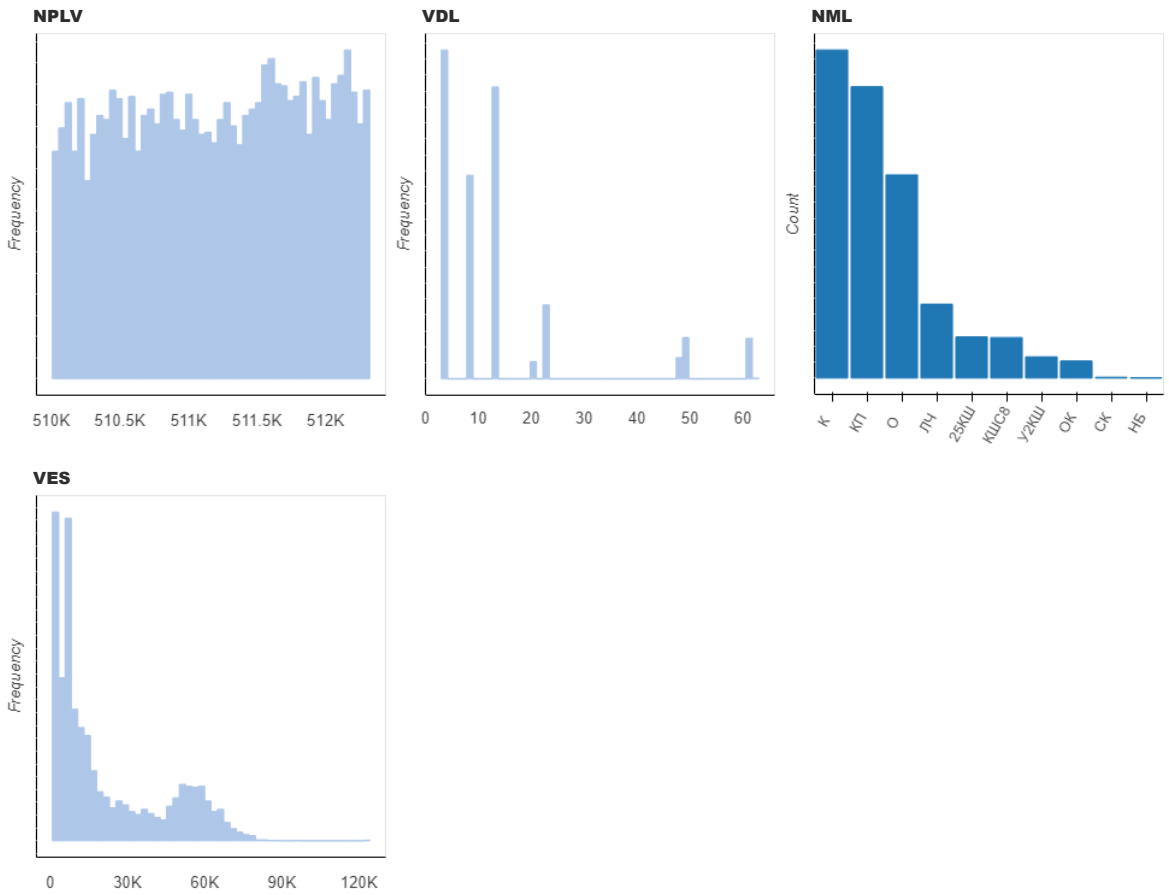 NPLV
VDL
NML
Frequency
Frequency
Count
510K 510.5K 511K 511.5K 512K
0 10 20 30 40 50 60
К КП О ЛЧ 25КШ КШС8 У2КШ ОК СК НБ
VES
Frequency
0 30K 60K 90K 120K